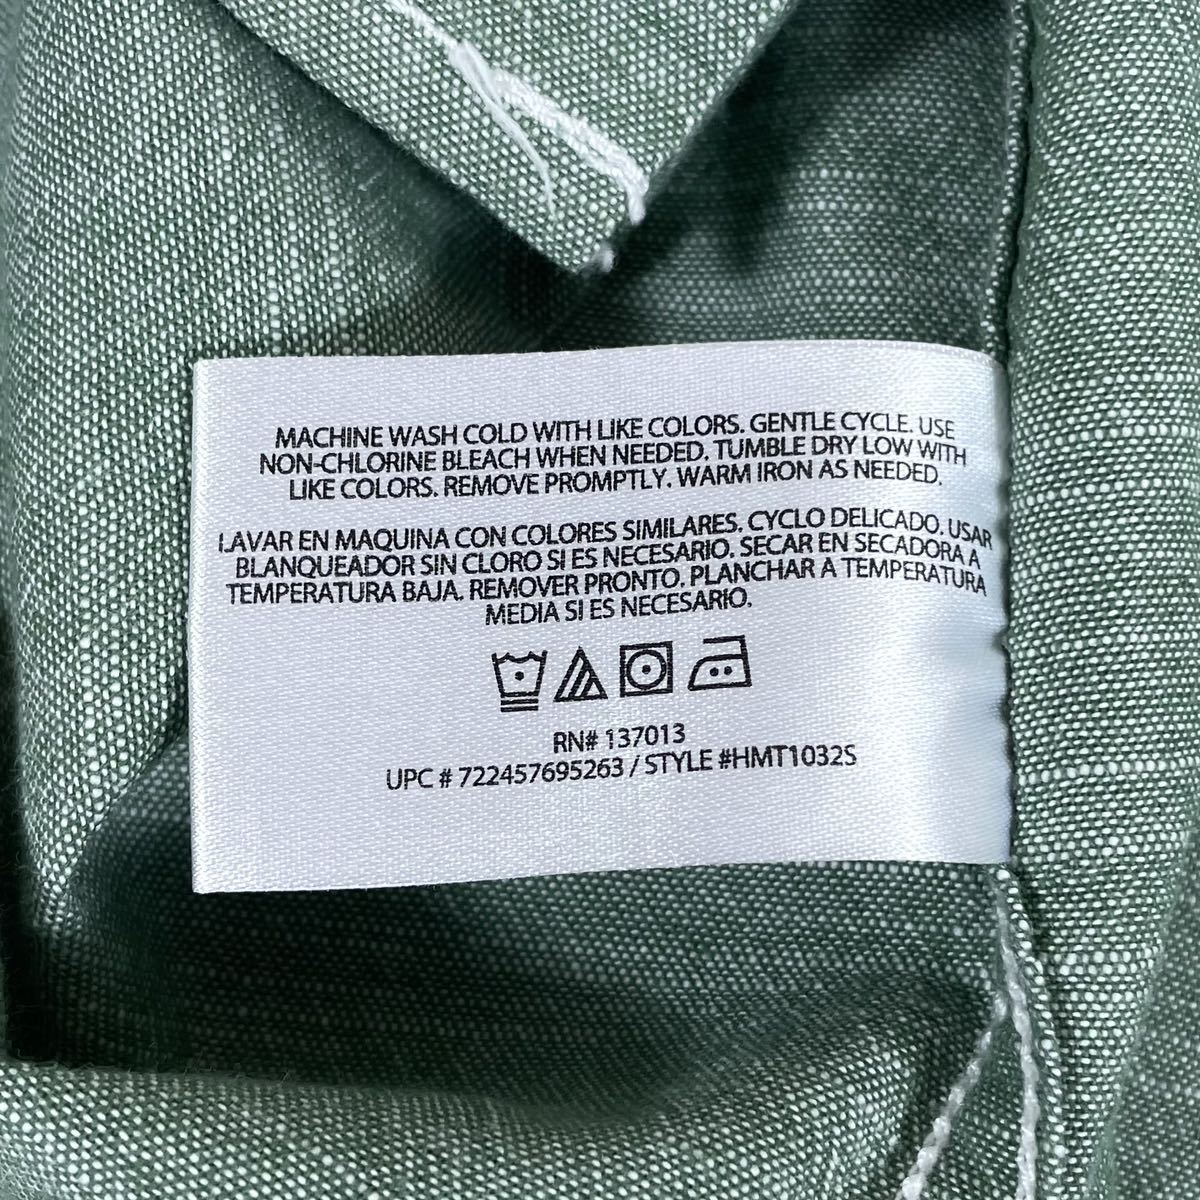 MACHINE WASH COLD WITH LIKE COLORS. GENTLE CYCLE. USE
NON-CHLORINE BLEACH WHEN NEEDED. TUMBLE DRY LOW WITH
LIKE COLORS. REMOVE PROMPTLY. WARM IRON AS NEEDED.
LAVAR EN MAQUINA CON COLORES SIMILARES. CYCLO DELICADO. USAR
BLANQUEADOR SIN CLORO SI ES NECESARIO. SECAR EN SECADORA A
TEMPERATURA BAJA. REMOVER PRONTO. PLANCHAR A TEMPERATURA
MEDIA SI ES NECESARIO.
RN# 137013
UPC # 722457695263 / STYLE #HMT1032S